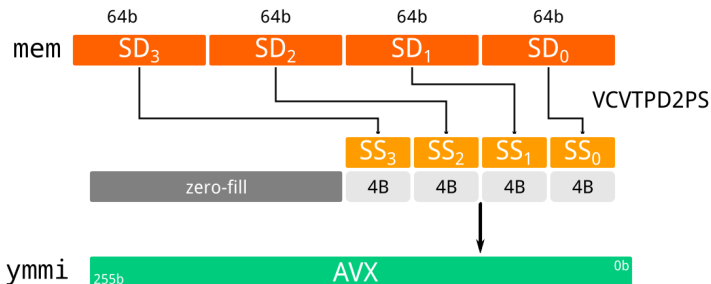 64b 64b 64b 64b
mem SD3 SD2 SD1 SD0
VCVTPD2PS
SS3 SS2 SS1 SS0
zero-fill 4B 4B 4B 4B
ymmi 255b AVX 0b